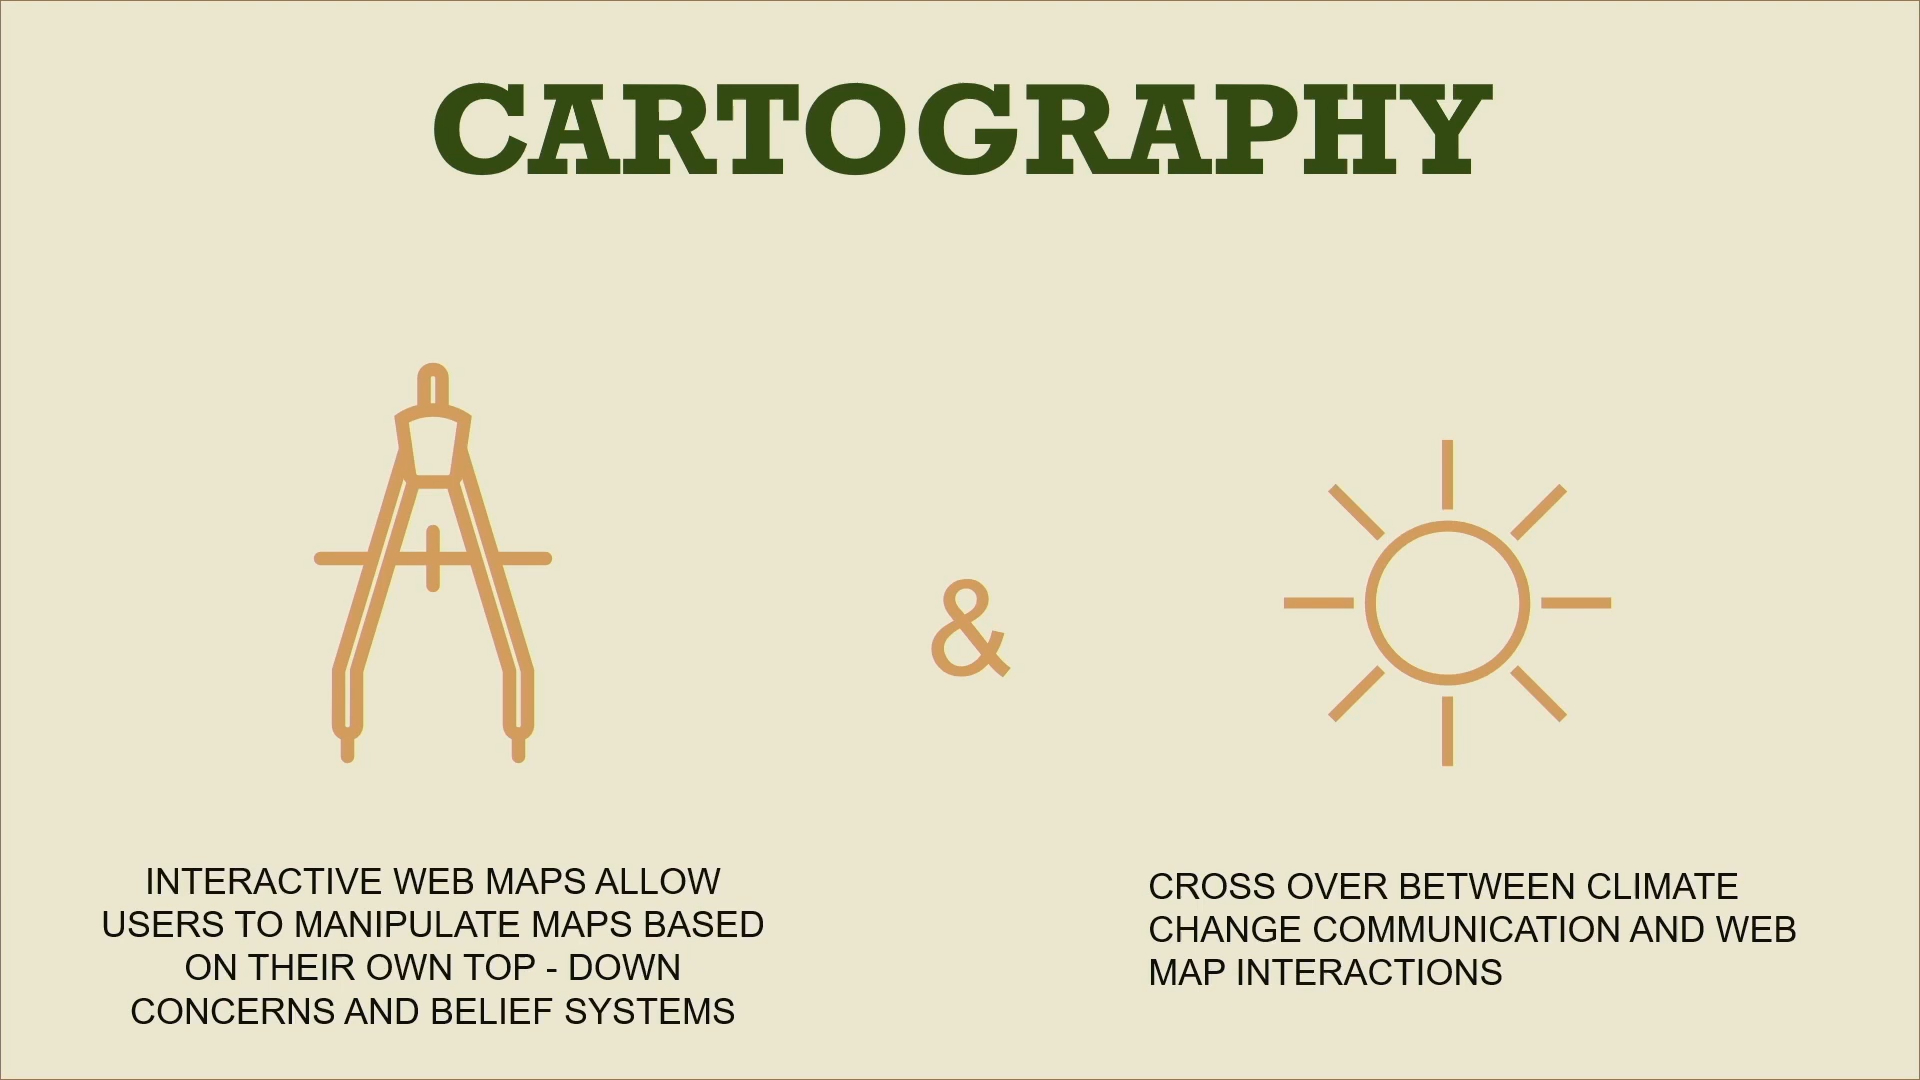 CARTOGRAPHY
&
INTERACTIVE WEB MAPS ALLOW
USERS TO MANIPULATE MAPS BASED
ON THEIR OWN TOP - DOWN
CONCERNS AND BELIEF SYSTEMS
CROSS OVER BETWEEN CLIMATE
CHANGE COMMUNICATION AND WEB
MAP INTERACTIONS